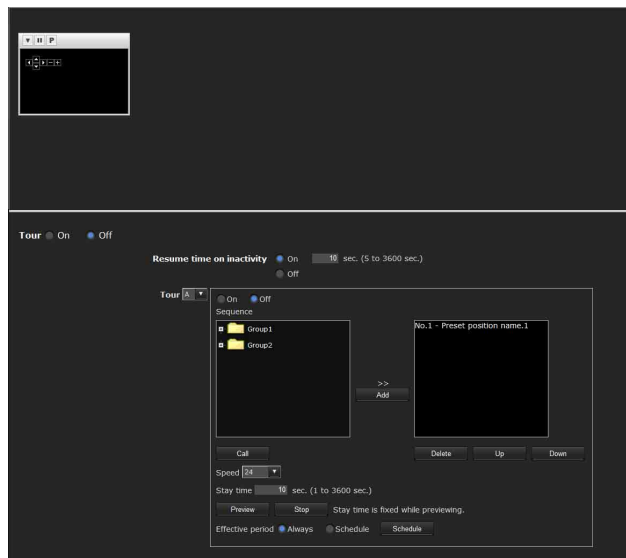 P
Tour On Off
Resume time on inactivity On 10 sec. (5 to 3600 sec.)
Off
Tour A On Off
Sequence
Group1
Group2
>>
Add
No.1 - Preset position name.1
Call Delete Up Down
Speed 24
Stay time 10 sec. (1 to 3600 sec.)
Preview Stop Stay time is fixed while previewing.
Effective period Always Schedule Schedule